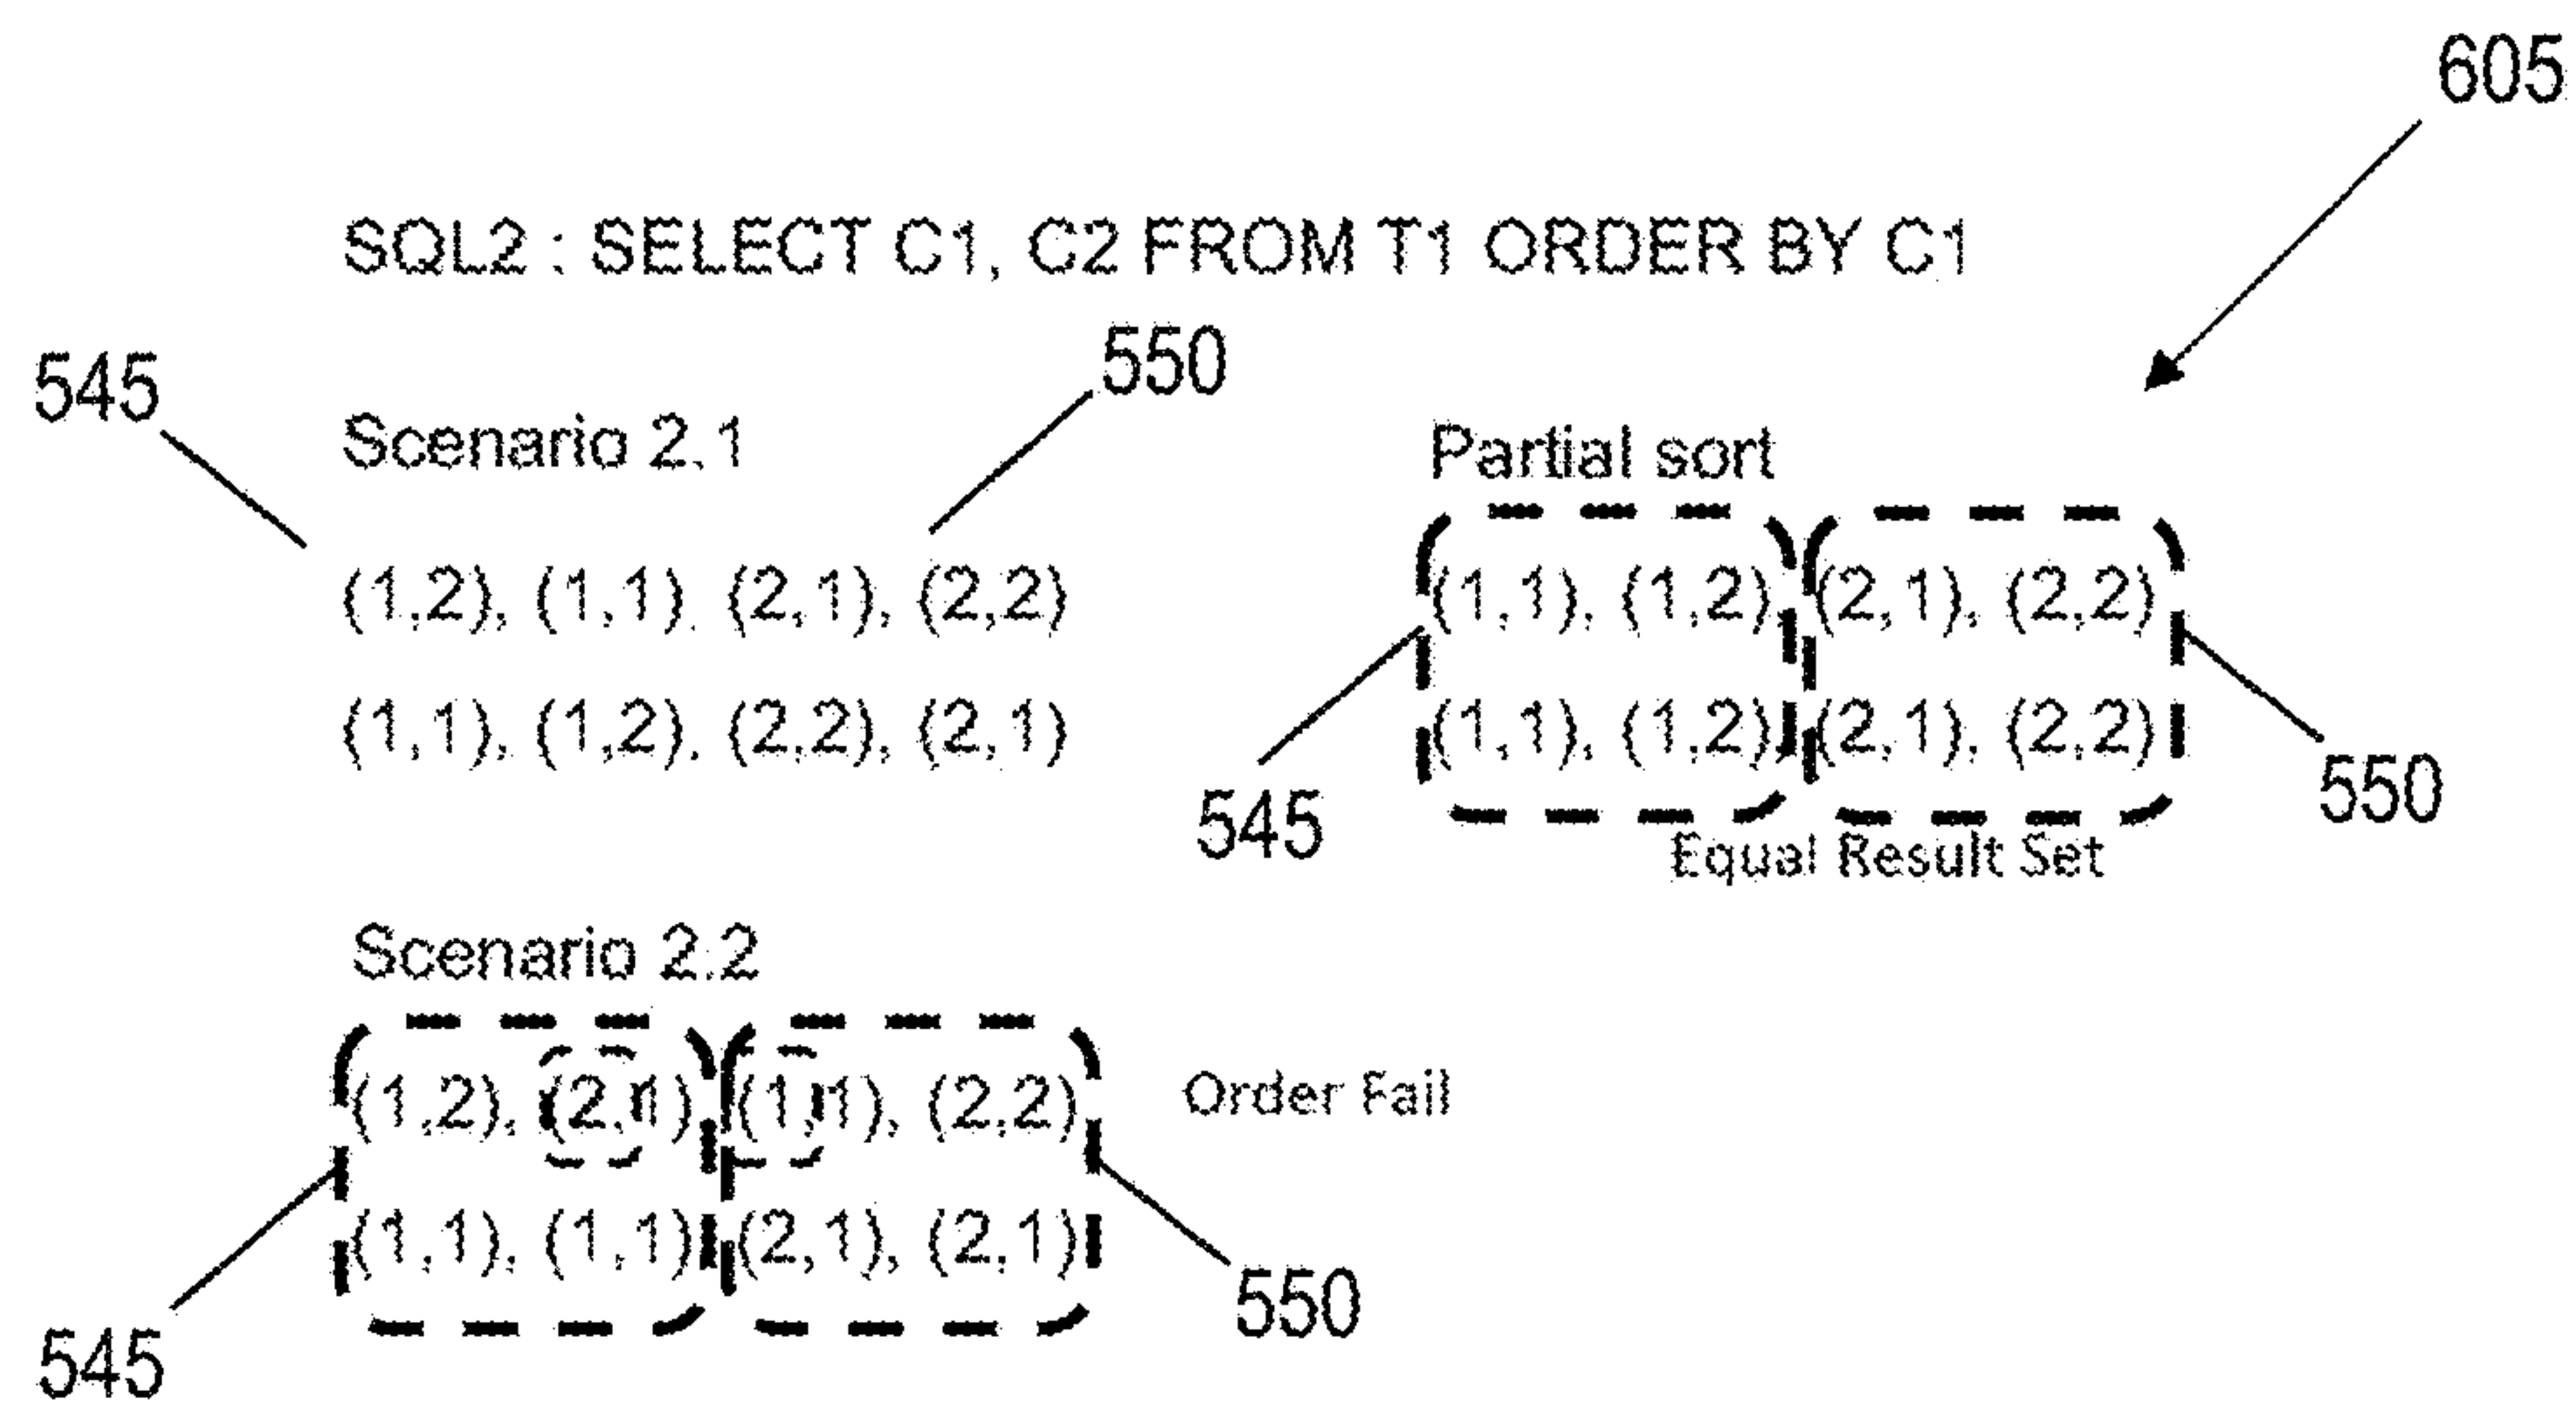 605
SQL2 : SELECT C1, C2 FROM T1 ORDER BY C1
545
550
Scenario 2.1
(1,2), (1,1), (2,1), (2,2)
(1,1), (1,2), (2,2), (2,1)
Partial sort
(1,1), (1,2), (2,1), (2,2)
(1,1), (1,2), (2,1), (2,2)
545
550
Equal Result Set
Scenario 2.2
(1,2), (2,1), (1,1), (2,2)
Order Fail
(1,1), (1,1), (2,1), (2,1)
545
550